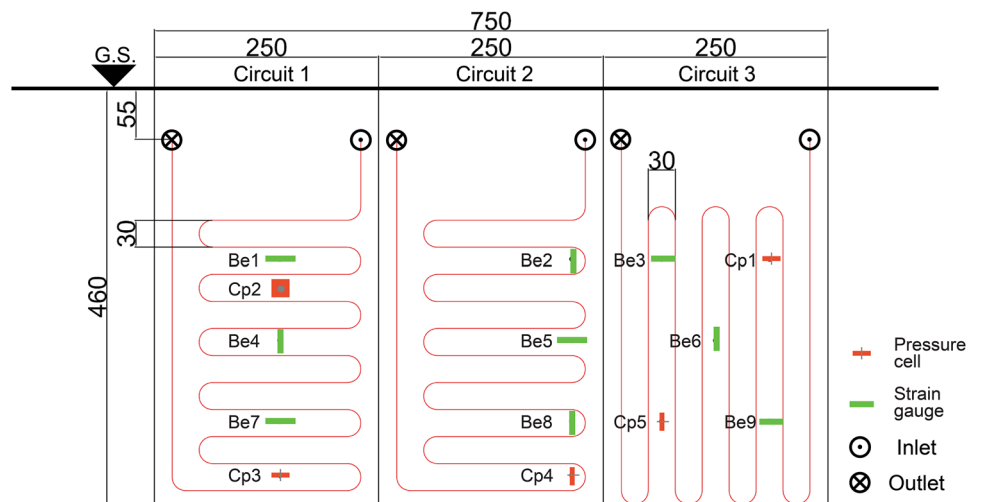 750
250 250 250
G.S. Circuit 1 Circuit 2 Circuit 3
55
30
30
460
Be1 Be2 Be3 Cp1
Cp2
Be4 Be5 Be6
Be7 Be8 Cp5 Be9
Cp3 Cp4
Pressure
cell
Strain
gauge
Inlet
Outlet